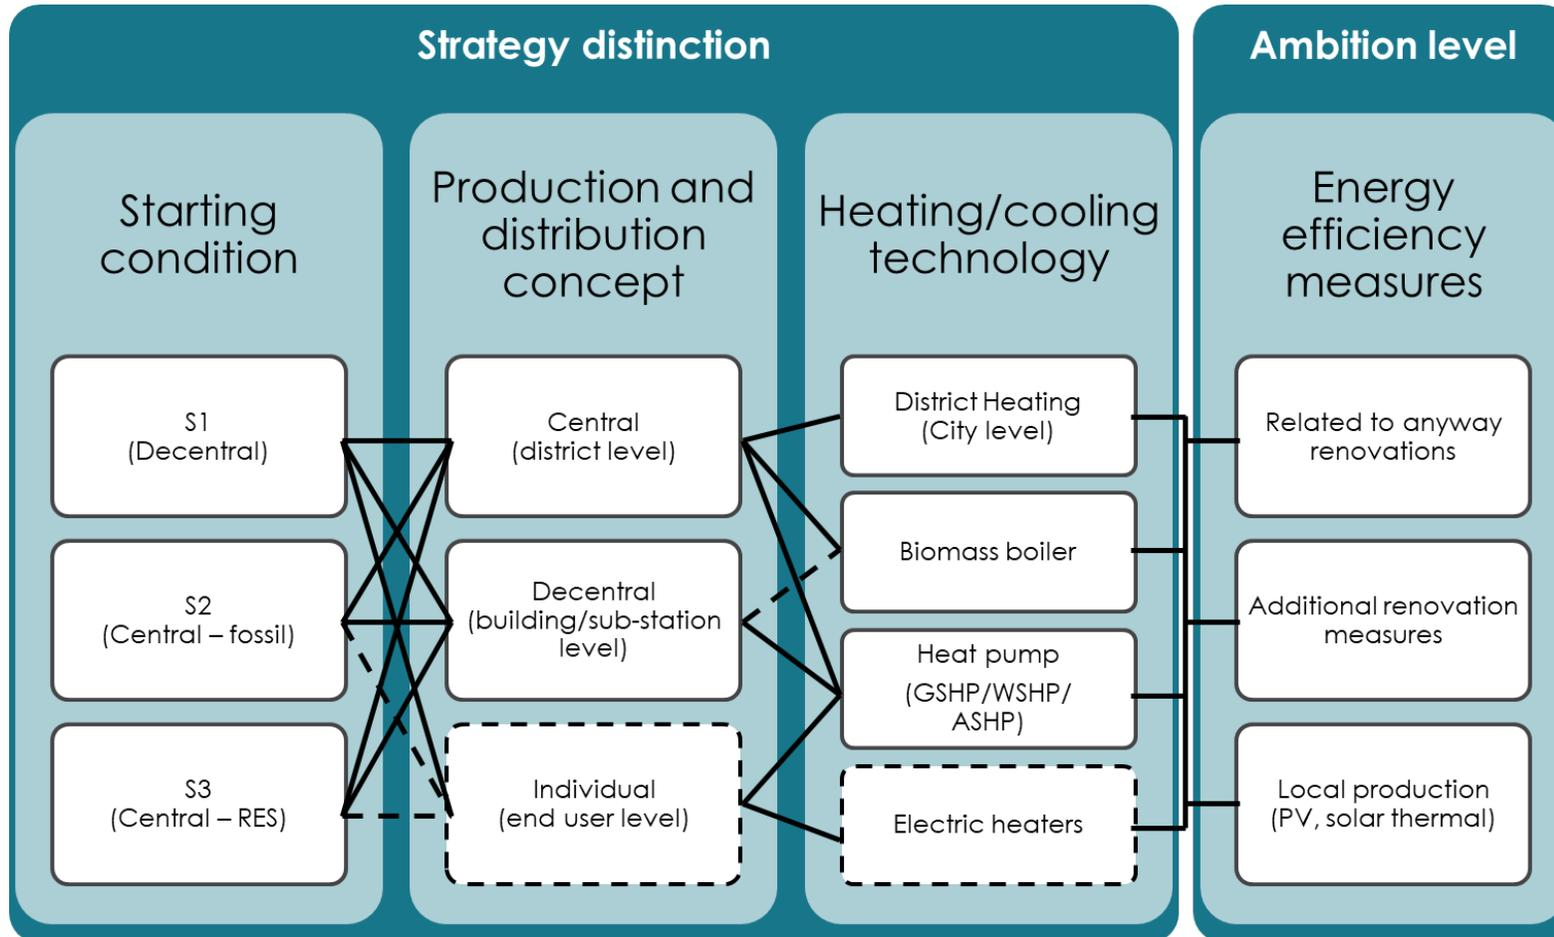 Strategy distinction
Ambition level
Starting
condition
Production and
distribution
concept
Heating/cooling
technology
Energy
efficiency
measures
S1
(Decentral)
S2
(Central – fossil)
S3
(Central – RES)
Central
(district level)
Decentral
(building/sub-station
level)
Individual
(end user level)
District Heating
(City level)
Biomass boiler
Heat pump
(GSHP/WSHP/
ASHP)
Electric heaters
Related to anyway
renovations
Additional renovation
measures
Local production
(PV, solar thermal)